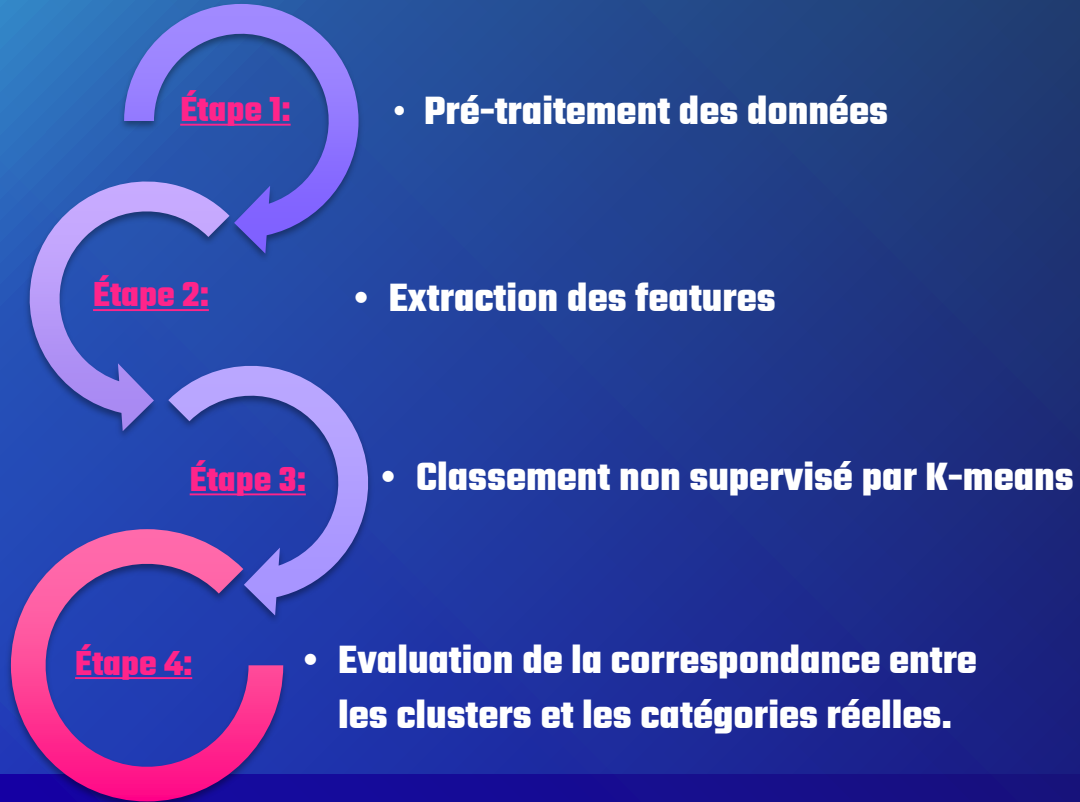 Étape 1:
• Pré-traitement des données
Étape 2:
• Extraction des features
Étape 3:
• Classement non supervisé par K-means
Étape 4:
• Evaluation de la correspondance entre
les clusters et les catégories réelles.